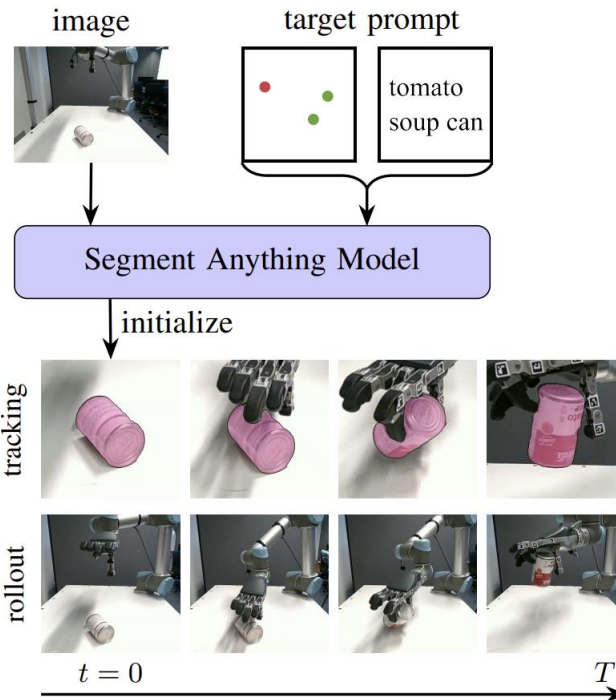 image
target prompt
tomato
soup can
Segment Anything Model
initialize
tracking
rollout
t = 0
T